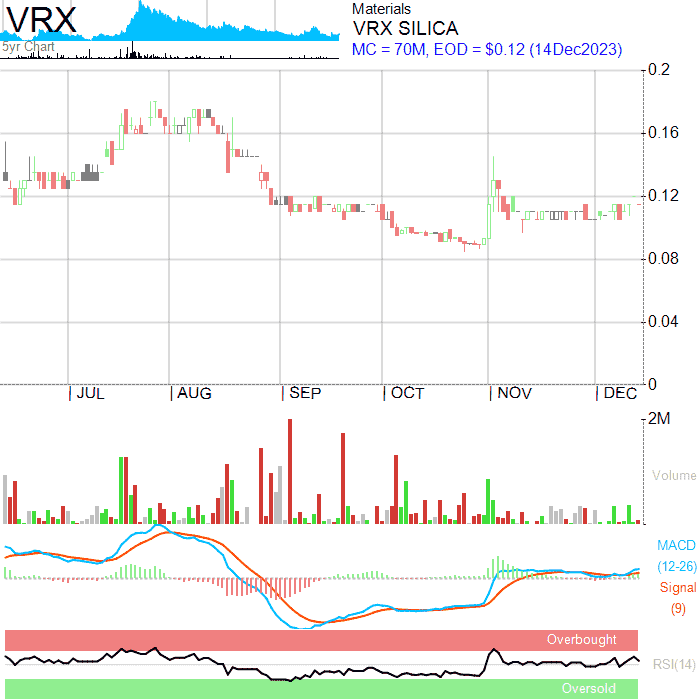 VRX
5yr Chart
Materials
VRX SILICA
MC = 70M, EOD = $0.12 (14Dec2023)
0.2
0.16
0.12
0.08
0.04
0
JUL AUG SEP OCT NOV DEC
2M
Volume
MACD
(12-26)
Signal
(9)
Overbought
RSI(14)
Oversold